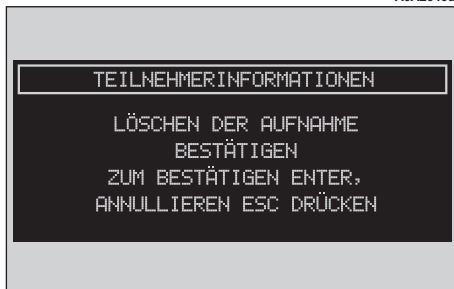 TEILNEHMERINFORMATIONEN
LÖSCHEN DER AUFNAHME
BESTÄTIGEN
ZUM BESTÄTIGEN ENTER,
ANNULLIEREN ESC DRÜCKEN